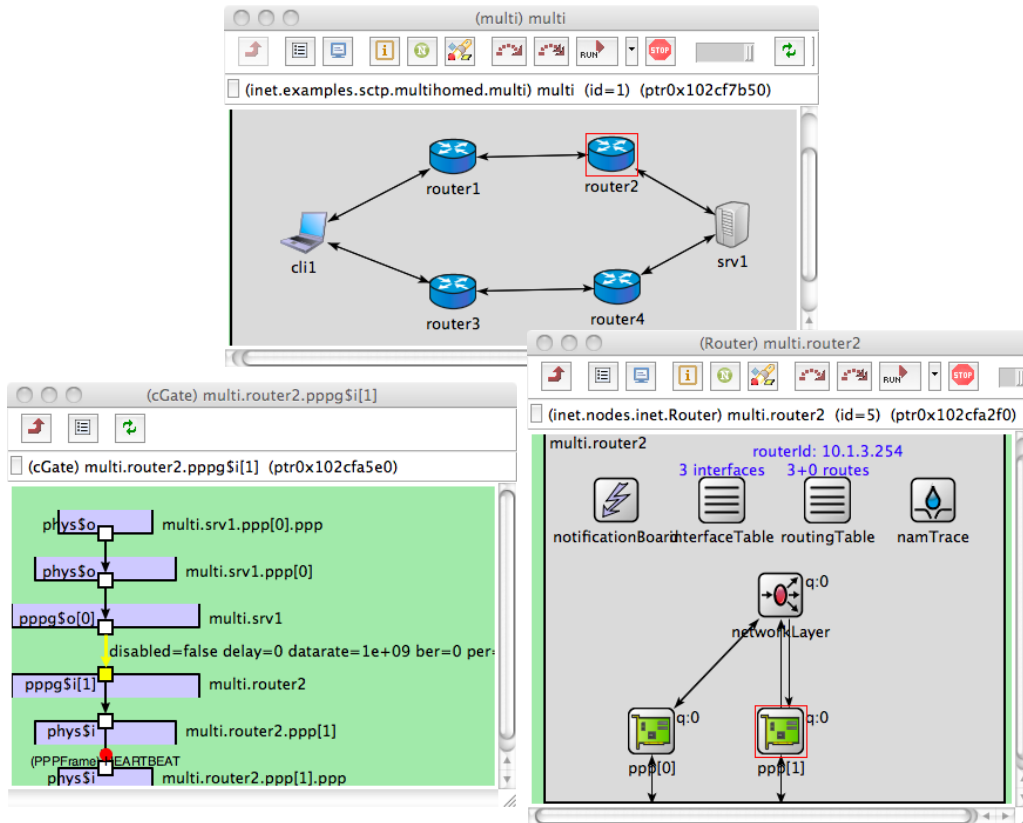 (multi) multi
RUN
STOP
(inet.examples.sctp.multihomed.multi) multi (id=1) (ptr0x102cf7b50)
router1
router2
cli1
srv1
router3
router4
(cGate) multi.router2.pppg$i[1]
(cGate) multi.router2.pppg$i[1] (ptr0x102cfa5e0)
phys$o multi.srv1.ppp[0].ppp
phys$o multi.srv1.ppp[0]
pppg$o[0] multi.srv1
disabled=false delay=0 datarate=1e+09 ber=0 per=
pppg$i[1] multi.router2
phys$i multi.router2.ppp[1]
(PPPFrame) HEARTBEAT
phys$i multi.router2.ppp[1].ppp
(Router) multi.router2
RUN
STOP
(inet.nodes.inet.Router) multi.router2 (id=5) (ptr0x102cfa2f0)
multi.router2
routerId: 10.1.3.254
3 interfaces 3+0 routes
notificationBoard interfaceTable routingTable namTrace
q:0
networkLayer
q:0 q:0
ppp[0] ppp[1]